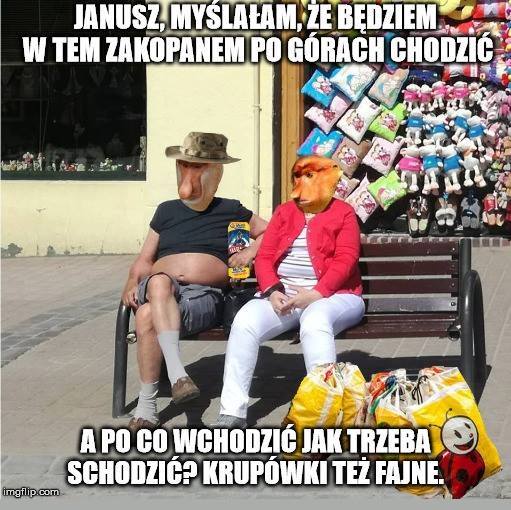 JANUSZ, MYŚLAŁAM, ŻE BĘDZIEM
W TEM ZAKOPANEM PO GÓRACH CHODZIĆ
A PO CO WCHODZIĆ JAK TRZEBA
SCHODZIĆ? KRUPÓWKI TEŻ FAJNE.
imgflip.com